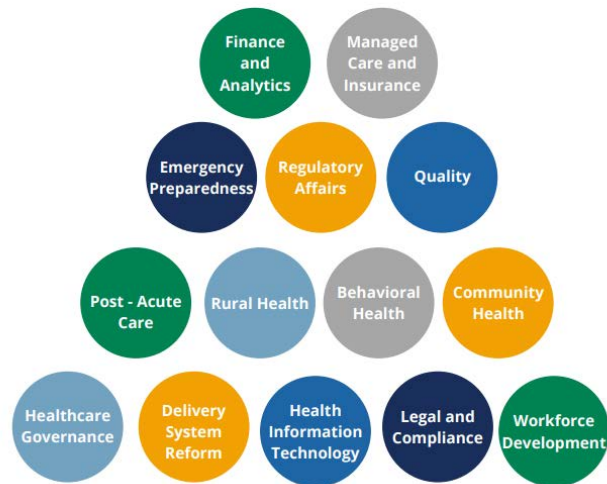 Finance
and
Analytics
Managed
Care and
Insurance
Emergency
Preparedness
Regulatory
Affairs
Quality
Post - Acute
Care
Rural Health
Behavioral
Health
Community
Health
Healthcare
Governance
Delivery
System
Reform
Health
Information
Technology
Legal and
Compliance
Workforce
Development